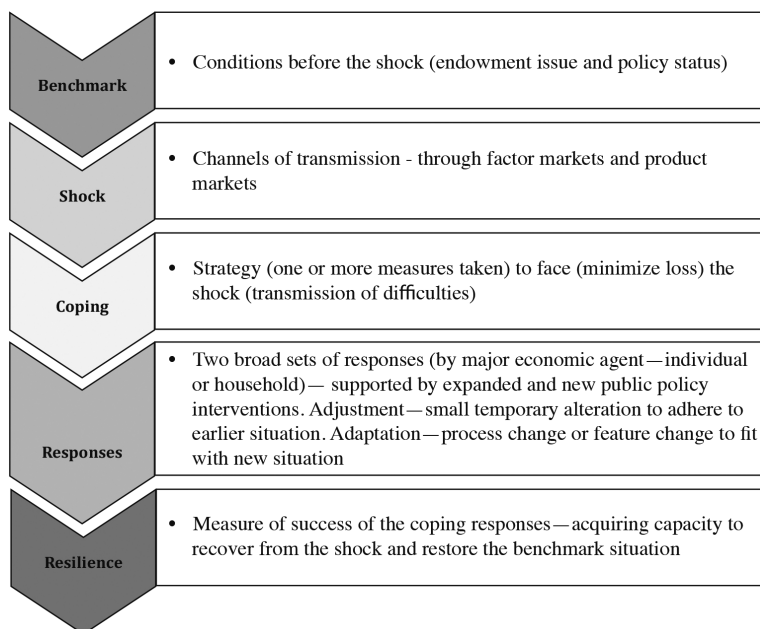 Benchmark
• Conditions before the shock (endowment issue and policy status)
Shock
• Channels of transmission - through factor markets and product
markets
Coping
• Strategy (one or more measures taken) to face (minimize loss) the
shock (transmission of difficulties)
Responses
• Two broad sets of responses (by major economic agent—individual
or household)— supported by expanded and new public policy
interventions. Adjustment—small temporary alteration to adhere to
earlier situation. Adaptation—process change or feature change to fit
with new situation
Resilience
• Measure of success of the coping responses—acquiring capacity to
recover from the shock and restore the benchmark situation